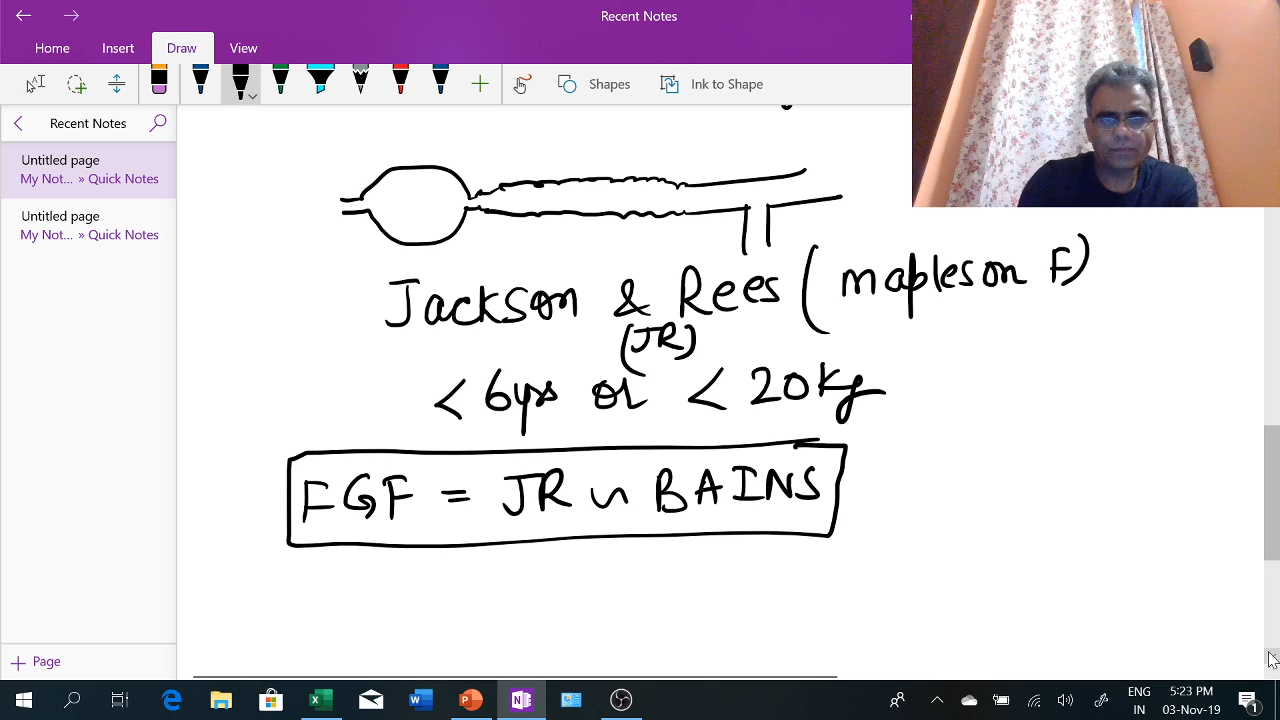 Recent Notes
Home Insert Draw View
Shapes Ink to Shape
Recent Notes
Untitled page
My Not... » Quick Notes
Untitled page
My Not... » Quick Notes
Jackson & Rees (mapleson F)
(JR)
< 6yrs or < 20kg
FGF = JR ∽ BAINS
+ Page
ENG
IN
5:23 PM
03-Nov-19
1